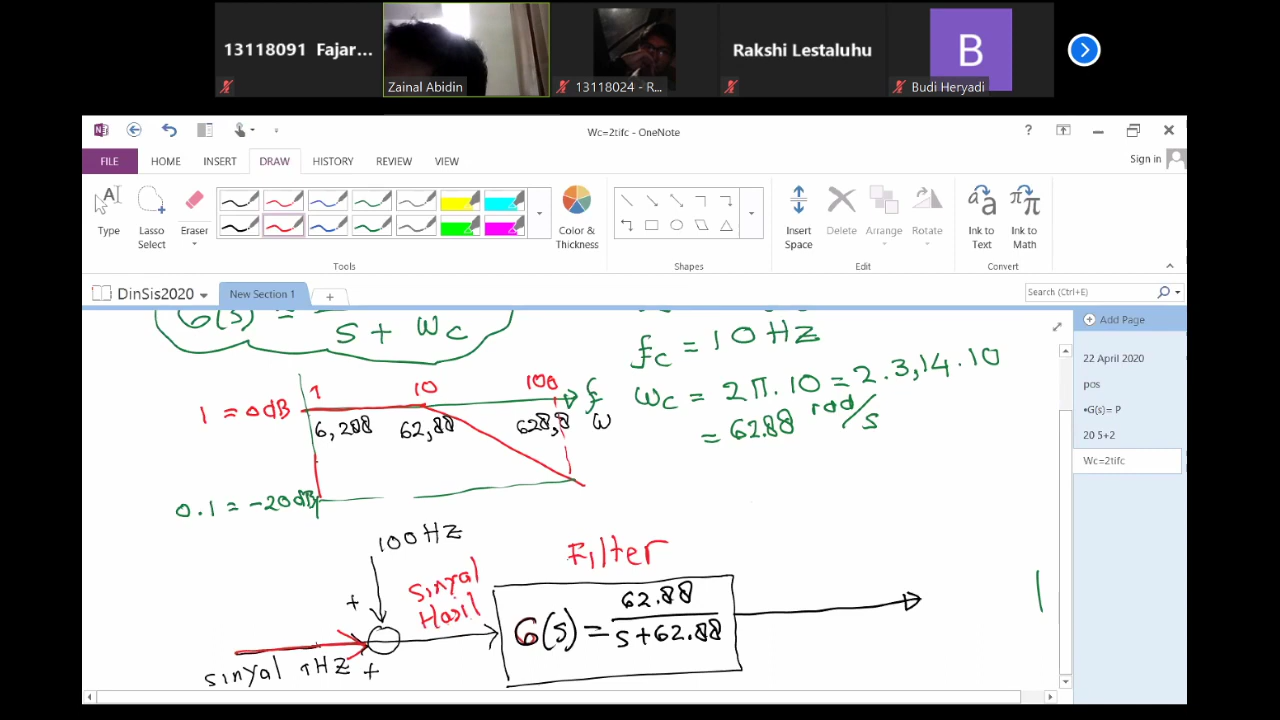 13118091 Fajar...
Zainal Abidin
13118024 - R...
Rakshi Lestaluhu
B
Budi Heryadi
Wc=2tifc - OneNote
?
FILE
HOME
INSERT
DRAW
HISTORY
REVIEW
VIEW
Sign in
Type
Lasso Select
Eraser
Color & Thickness
Insert Space
Delete
Arrange
Rotate
Ink to Text
Ink to Math
Tools
Shapes
Edit
Convert
DinSis2020
New Section 1
Search (Ctrl+E)
Add Page
22 April 2020
pos
•G(s)= P
20 5+2
Wc=2tifc
G(s) =
s + ωc
fc = 10 Hz
ωc = 2π.10 = 2.3,14.10
= 62.88 rad/s
1 10 100 f
1 = 0dB
6,288 62,88 628,8 ω
0.1 = -20dB
100 Hz
+
sinyal Hasil
Filter
G(s) = 62.88
s+62.88
sinyal 1Hz +